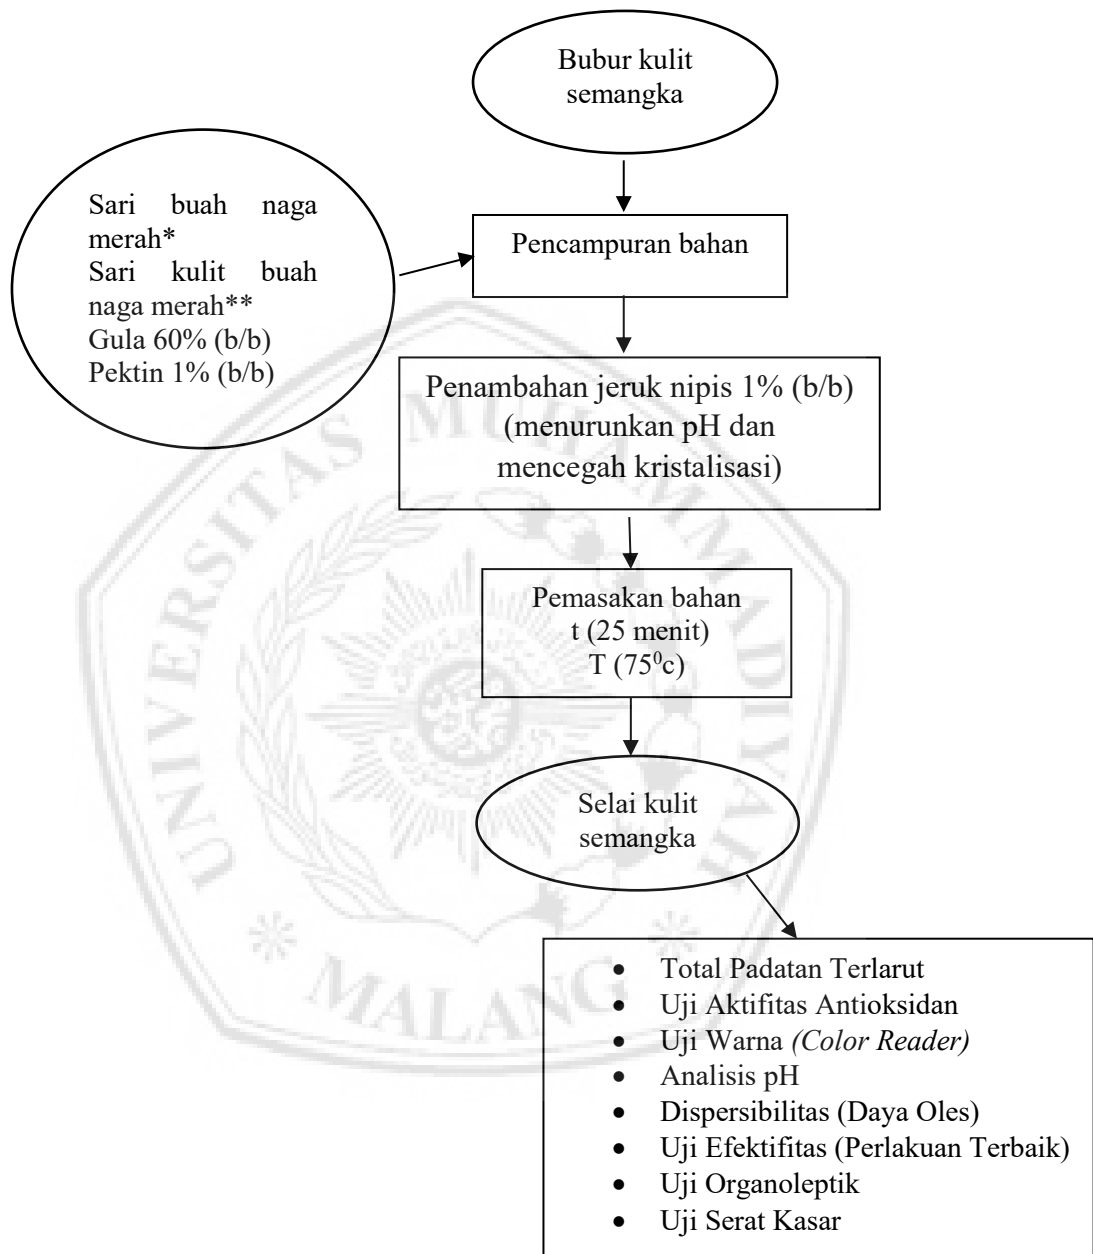 Bubur kulit
semangka
Sari buah naga
merah*
Sari kulit buah
naga merah**
Gula 60% (b/b)
Pektin 1% (b/b)
Pencampuran bahan
Penambahan jeruk nipis 1% (b/b)
(menurunkan pH dan
mencegah kristalisasi)
Pemasakan bahan
t (25 menit)
T (75⁰c)
Selai kulit
semangka
• Total Padatan Terlarut
• Uji Aktifitas Antioksidan
• Uji Warna (Color Reader)
• Analisis pH
• Dispersibilitas (Daya Oles)
• Uji Efektifitas (Perlakuan Terbaik)
• Uji Organoleptik
• Uji Serat Kasar
UNIVERSITAS MUHAMMADIYAH
MALANG